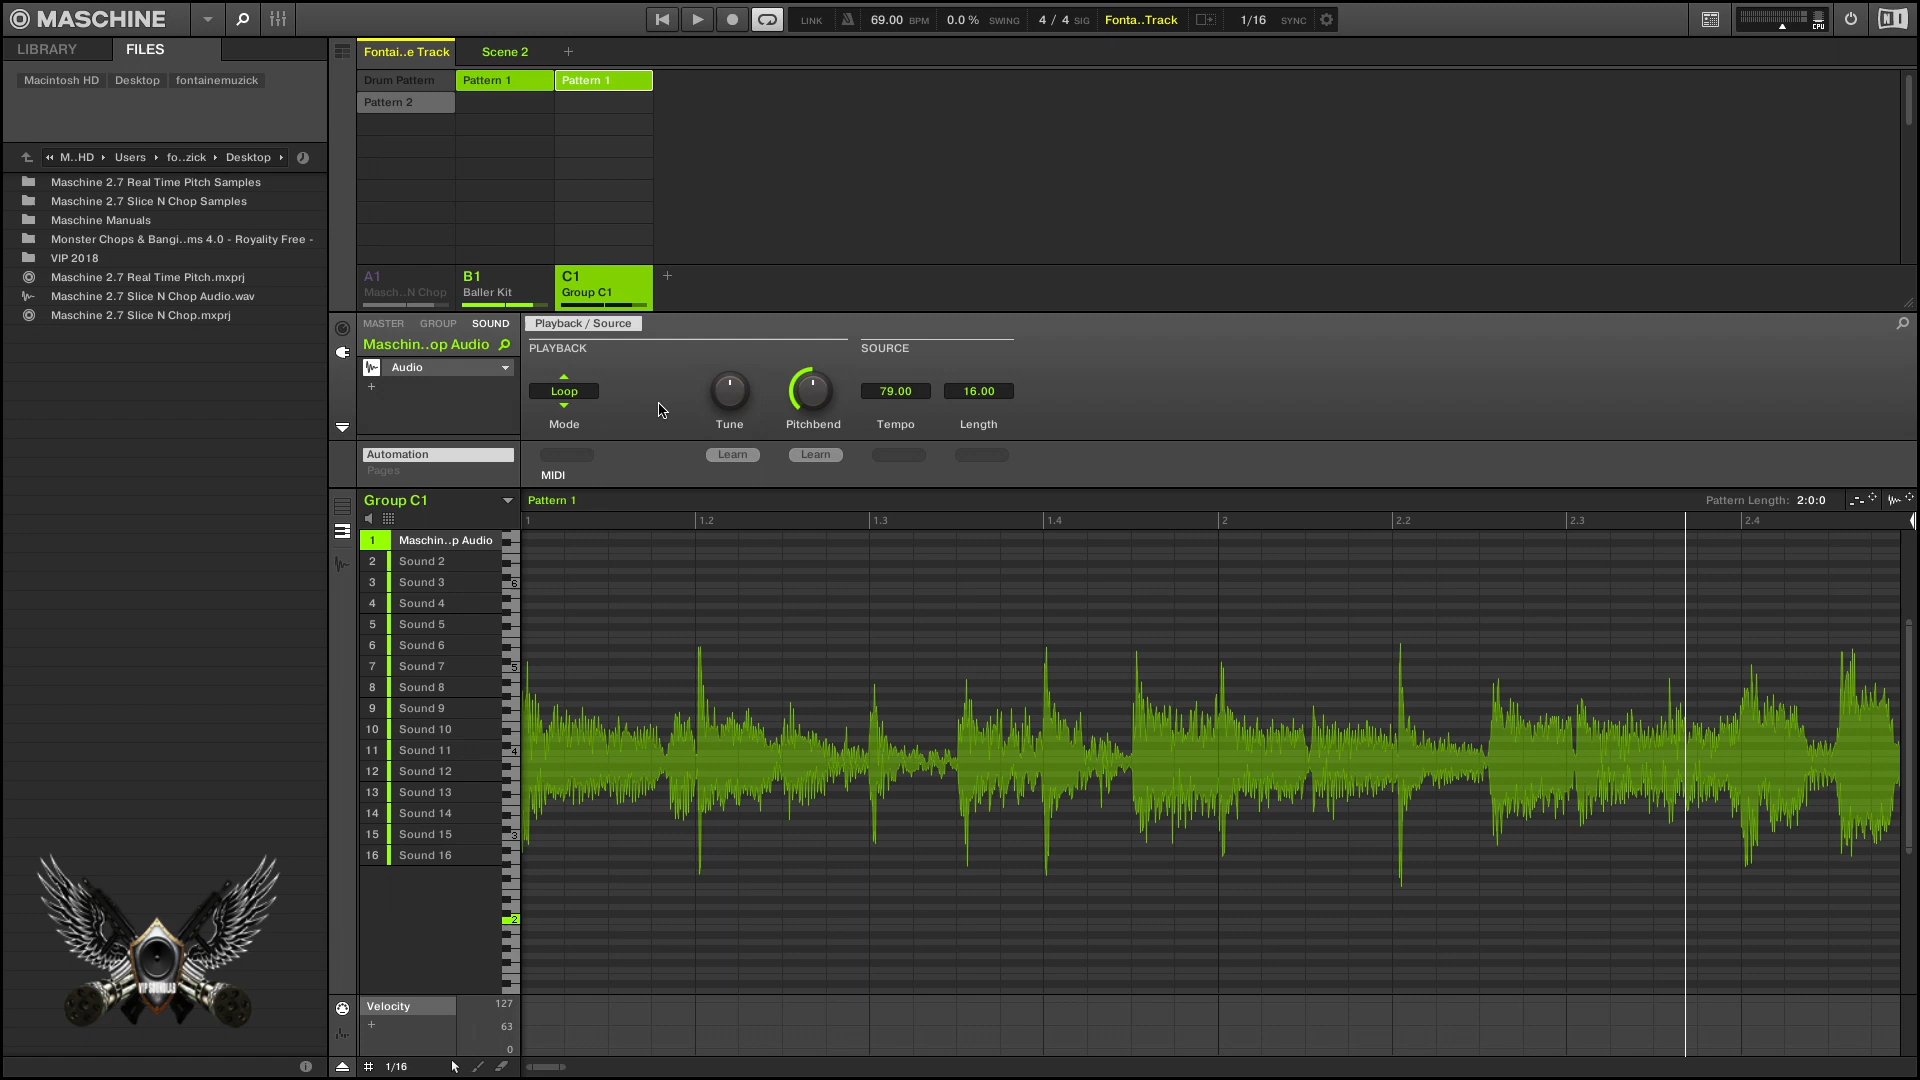 MASCHINE
LINK 69.00 BPM 0.0 % SWING 4 / 4 SIG Fonta..Track 1/16 SYNC
CPU
NI
LIBRARY FILES
Macintosh HD Desktop fontainemuzick
M..HD Users fo..zick Desktop
Maschine 2.7 Real Time Pitch Samples
Maschine 2.7 Slice N Chop Samples
Maschine Manuals
Monster Chops & Bangi..ms 4.0 - Royality Free -
VIP 2018
Maschine 2.7 Real Time Pitch.mxprj
Maschine 2.7 Slice N Chop Audio.wav
Maschine 2.7 Slice N Chop.mxprj
VIP SOUNDLAB
Fontai..e Track Scene 2 +
Drum Pattern Pattern 1 Pattern 1
Pattern 2
A1 B1 C1 +
Masch..N Chop Baller Kit Group C1
MASTER GROUP SOUND Playback / Source
Maschin..op Audio
PLAYBACK SOURCE
Audio
+
Loop 79.00 16.00
Mode Tune Pitchbend Tempo Length
Automation Learn Learn
Pages
MIDI
Group C1 Pattern 1 Pattern Length: 2:0:0
1 1.2 1.3 1.4 2 2.2 2.3 2.4
1 Maschin..p Audio
2 Sound 2
3 Sound 3
4 Sound 4
5 Sound 5
6 Sound 6
7 Sound 7
8 Sound 8
9 Sound 9
10 Sound 10
11 Sound 11
12 Sound 12
13 Sound 13
14 Sound 14
15 Sound 15
16 Sound 16
6
5
4
3
2
Velocity 127
+ 63
0
1/16